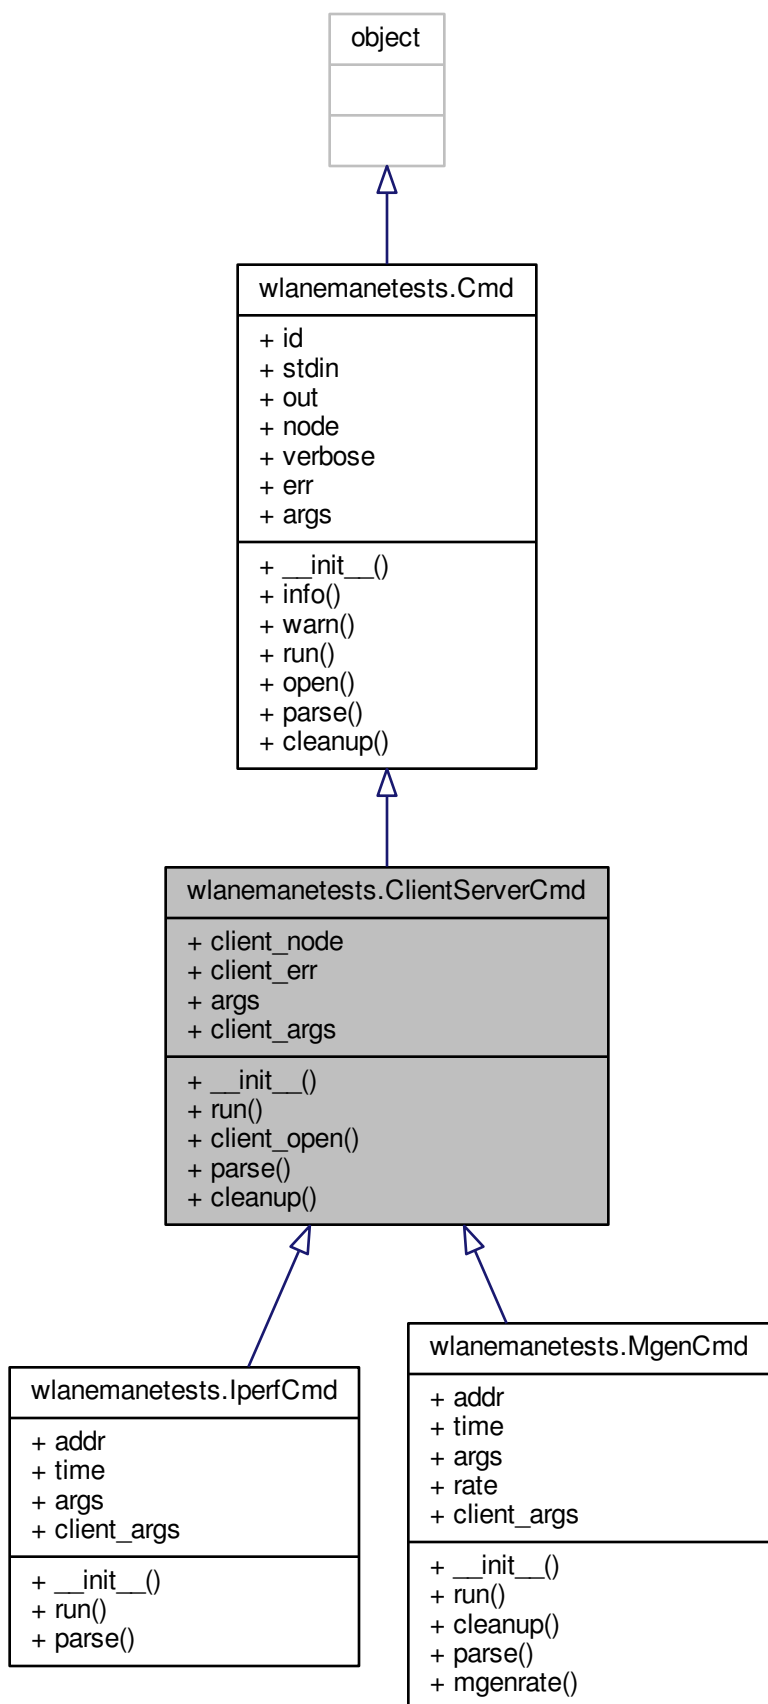 object
wlanemanetests.Cmd
+ id
+ stdin
+ out
+ node
+ verbose
+ err
+ args
+ __init__()
+ info()
+ warn()
+ run()
+ open()
+ parse()
+ cleanup()
wlanemanetests.ClientServerCmd
+ client_node
+ client_err
+ args
+ client_args
+ __init__()
+ run()
+ client_open()
+ parse()
+ cleanup()
wlanemanetests.IperfCmd
+ addr
+ time
+ args
+ client_args
+ __init__()
+ run()
+ parse()
wlanemanetests.MgenCmd
+ addr
+ time
+ args
+ rate
+ client_args
+ __init__()
+ run()
+ cleanup()
+ parse()
+ mgenrate()